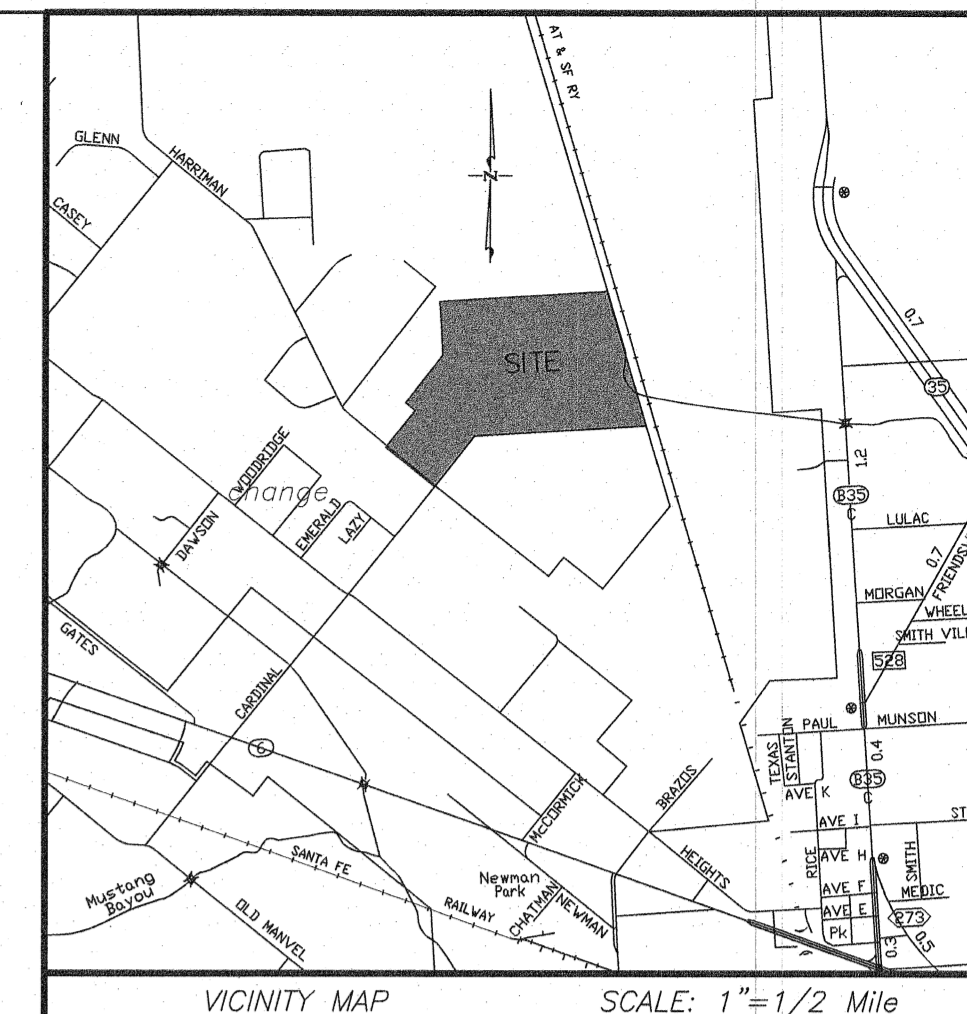 AT & SF RY
GLENN
HARRIMAN
CASEY
N
0.7
SITE
35
WOODRIDGE
change
1.2
EMERALD
LAZY
DAWSON
B35
C
LULAC
0.7
MORGAN
WHEEL
SMITH VIL
GATES
528
CARDINAL
PAUL
MUNSON
TEXAS
STANTON
6
0.4
B35
C
AVE K
McCORMICK
BRAZOS
AVE I
ST
SANTA FE
RAILWAY
HEIGHTS
RICE
AVE H
SMITH
Mustang
Bayou
Newman
Park
CHATMAN
NEWMAN
AVE F
MEDIC
AVE E
273
Pk
0.3
0.5
OLD MANVEL
VICINITY MAP
SCALE: 1"=1/2 Mile